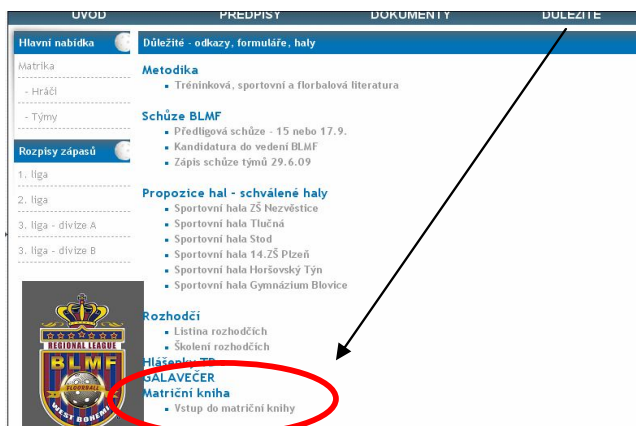 ÚVOD PŘEDPISY DOKUMENTY DŮLEŽITÉ
Hlavní nabídka
Matrika
- Hráči
- Týmy
Rozpisy zápasů
1. liga
2. liga
3. liga - divize A
3. liga - divize B
REGIONAL LEAGUE
BLMF
FLOORBALL
WEST BOHEMIA
Důležité - odkazy, formuláře, haly
Metodika
Tréninková, sportovní a florbalová literatura
Schůze BLMF
Předligová schůze - 15 nebo 17.9.
Kandidatura do vedení BLMF
Zápis schůze týmů 29.6.09
Propozice hal - schválené haly
Sportovní hala ZŠ Nezvěstice
Sportovní hala Tlučná
Sportovní hala Stod
Sportovní hala 14.ZŠ Plzeň
Sportovní hala Horšovský Týn
Sportovní hala Gymnázium Blovice
Rozhodčí
Listina rozhodčích
Školení rozhodčích
Hlášenky TD
GALAVEČER
Matriční kniha
Vstup do matriční knihy